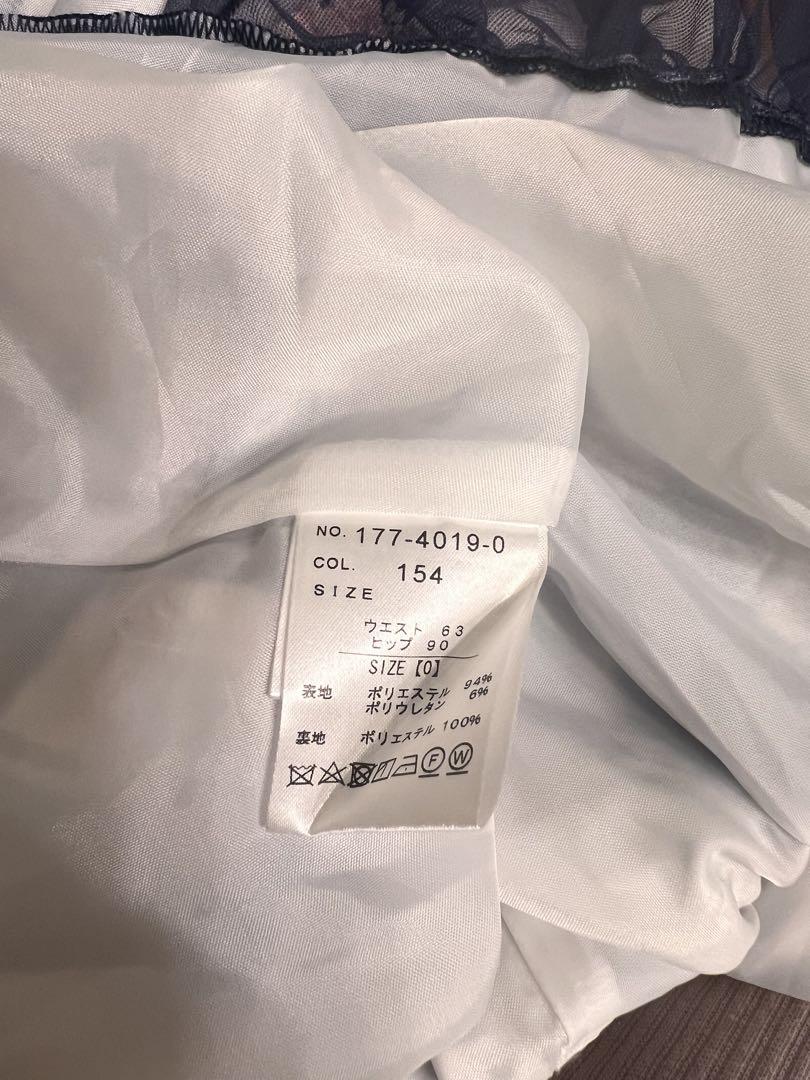 NO. 177-4019-0
COL. 154
SIZE
ウエスト 63
ヒップ 90
SIZE【0】
表地 ポリエステル 94%
ポリウレタン 6%
裏地 ポリエステル 100%
F W